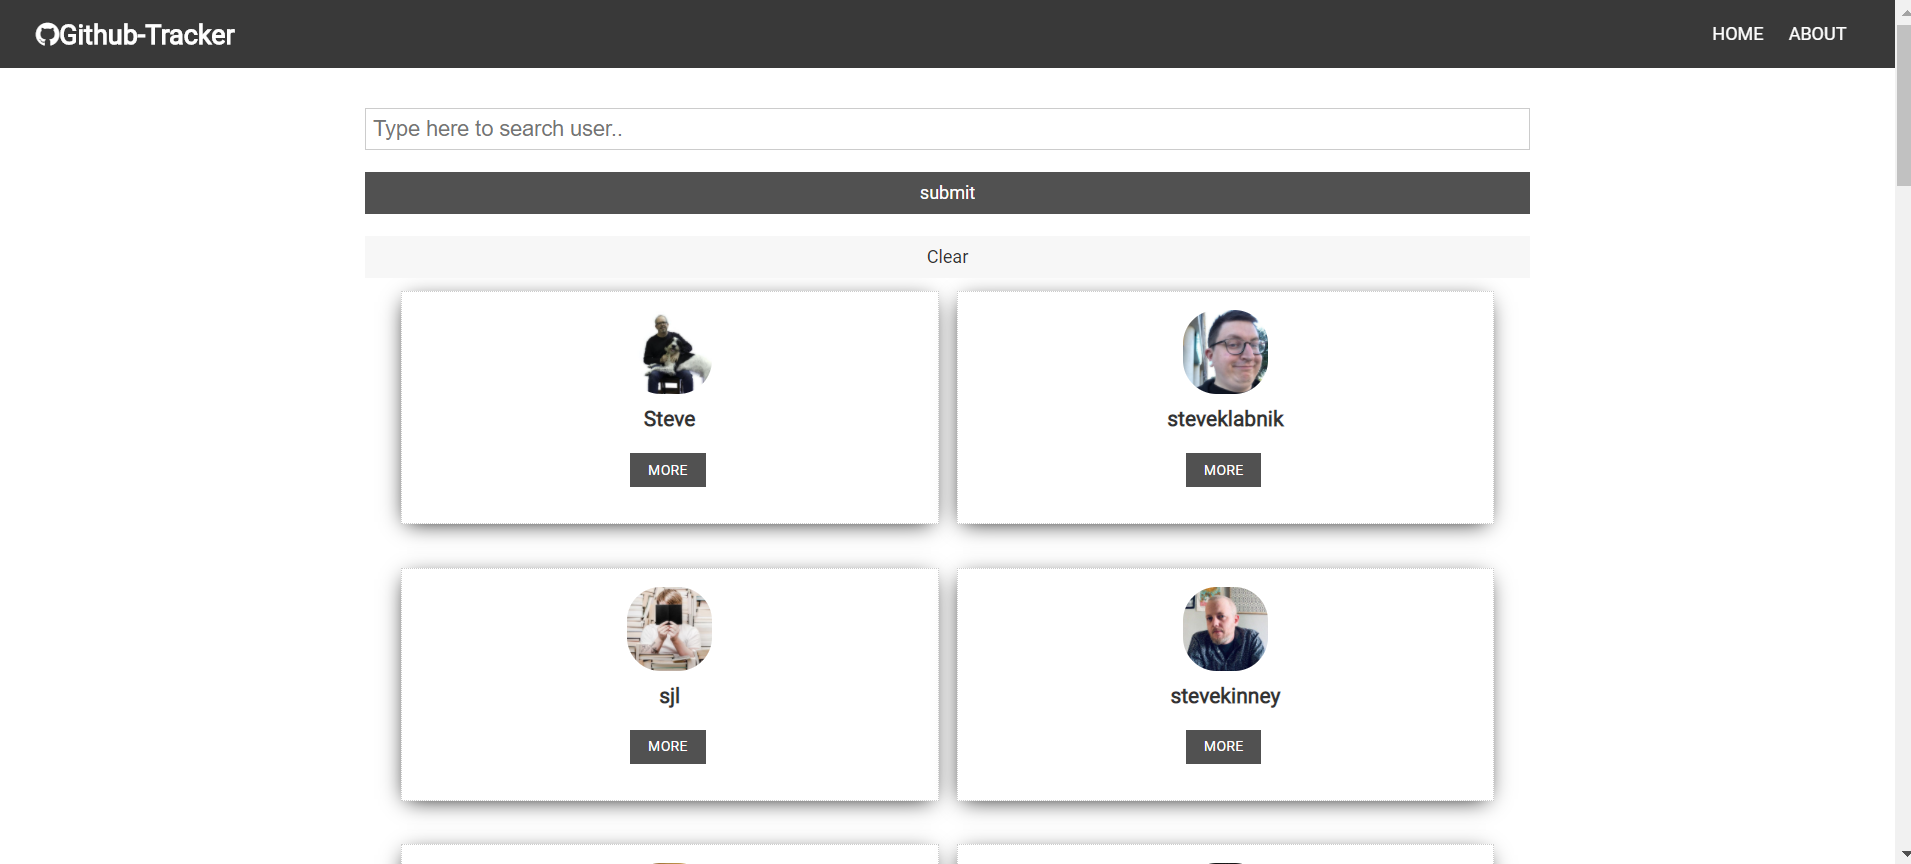 Github-Tracker
HOME ABOUT
Type here to search user..
submit
Clear
Steve
MORE
steveklabnik
MORE
sjl
MORE
stevekinney
MORE